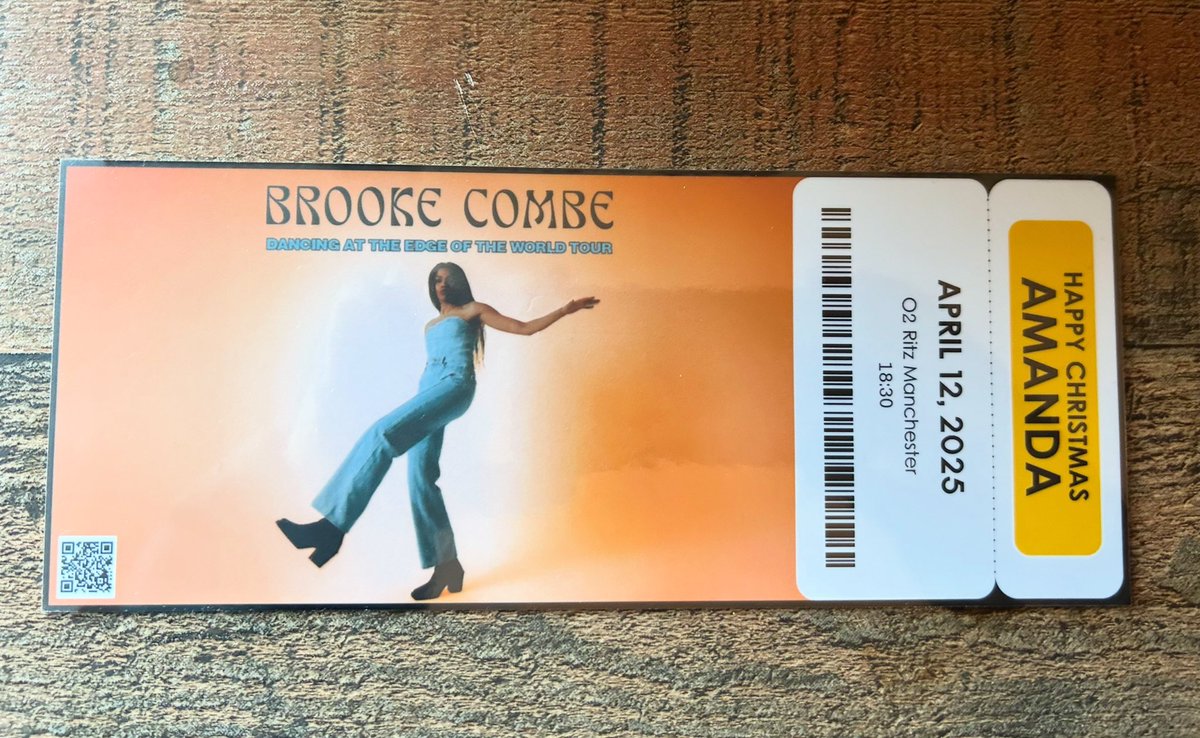 BROOKE COMBE
DANCING AT THE EDGE OF THE WORLD TOUR
APRIL 12, 2025
O2 Ritz Manchester
18:30
HAPPY CHRISTMAS
AMANDA